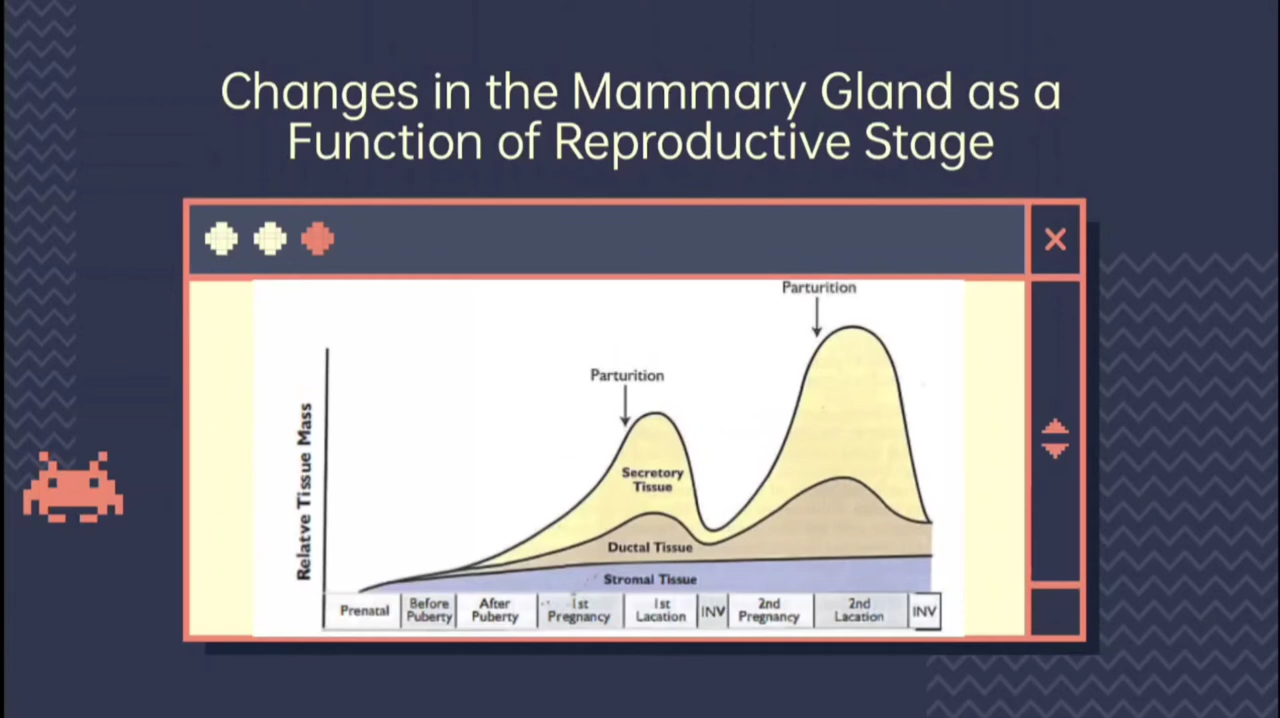 Changes in the Mammary Gland as a
Function of Reproductive Stage
Parturition
Parturition
Relatve Tissue Mass
Secretory
Tissue
Ductal Tissue
Stromal Tissue
Prenatal
Before
Puberty
After
Puberty
1st
Pregnancy
1st
Lacation
INV
2nd
Pregnancy
2nd
Lacation
INV